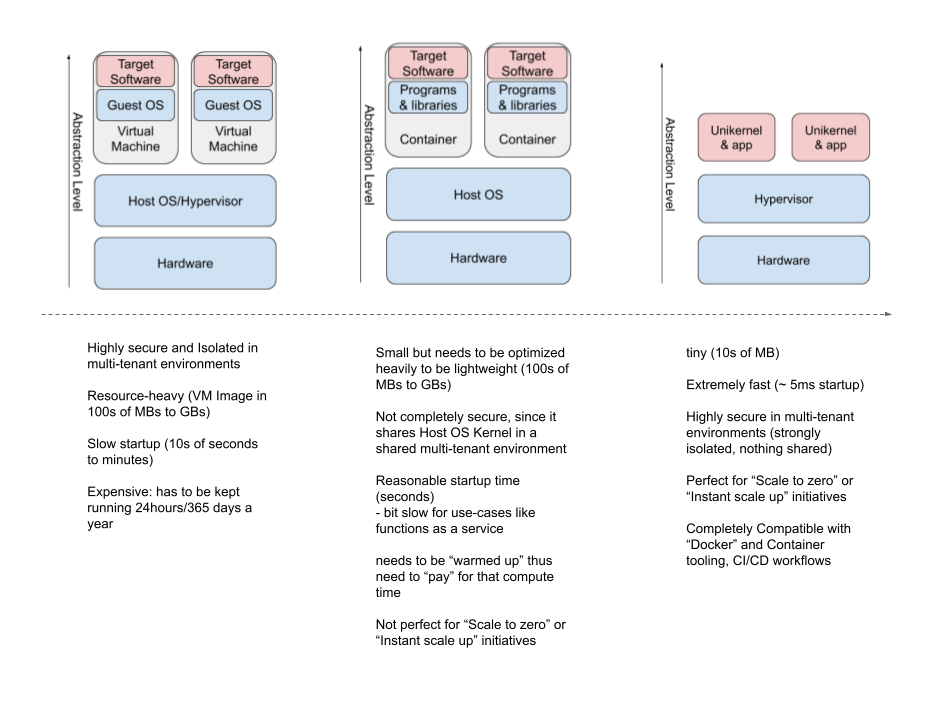 Abstraction Level
Target
Software
Guest OS
Virtual
Machine
Target
Software
Guest OS
Virtual
Machine
Host OS/Hypervisor
Hardware
Abstraction Level
Target
Software
Programs
& libraries
Container
Target
Software
Programs
& libraries
Container
Host OS
Hardware
Abstraction Level
Unikernel
& app
Unikernel
& app
Hypervisor
Hardware
Highly secure and Isolated in
multi-tenant environments
Resource-heavy (VM Image in
100s of MBs to GBs)
Slow startup (10s of seconds
to minutes)
Expensive: has to be kept
running 24hours/365 days a
year
Small but needs to be optimized
heavily to be lightweight (100s of
MBs to GBs)
Not completely secure, since it
shares Host OS Kernel in a
shared multi-tenant environment
Reasonable startup time
(seconds)
- bit slow for use-cases like
functions as a service
needs to be “warmed up” thus
need to “pay” for that compute
time
Not perfect for “Scale to zero” or
“Instant scale up” initiatives
tiny (10s of MB)
Extremely fast (~ 5ms startup)
Highly secure in multi-tenant
environments (strongly
isolated, nothing shared)
Perfect for “Scale to zero” or
“Instant scale up” initiatives
Completely Compatible with
“Docker” and Container
tooling, CI/CD workflows